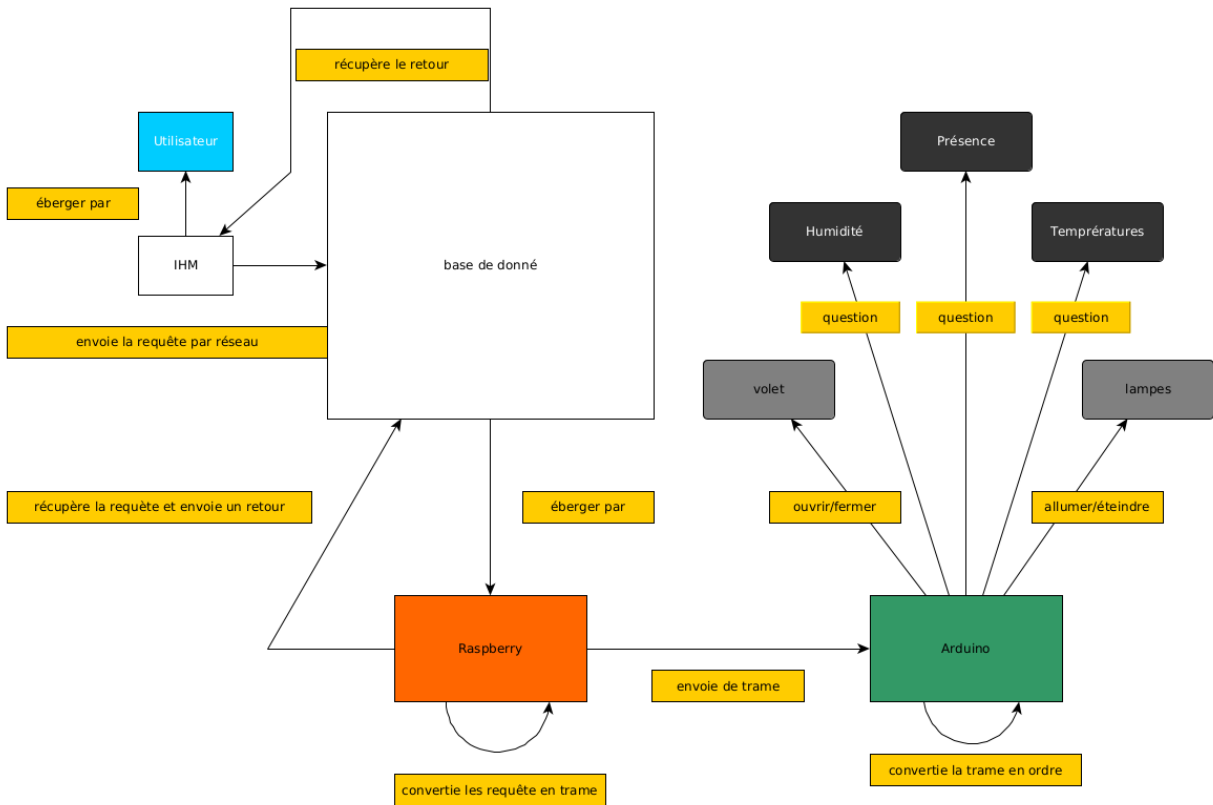 récupère le retour
Utilisateur
Présence
éberger par
Humidité
Temprératures
IHM
base de donné
question
question
question
envoie la requête par réseau
volet
lampes
récupère la requète et envoie un retour
éberger par
ouvrir/fermer
allumer/éteindre
Raspberry
Arduino
envoie de trame
convertie la trame en ordre
convertie les requête en trame